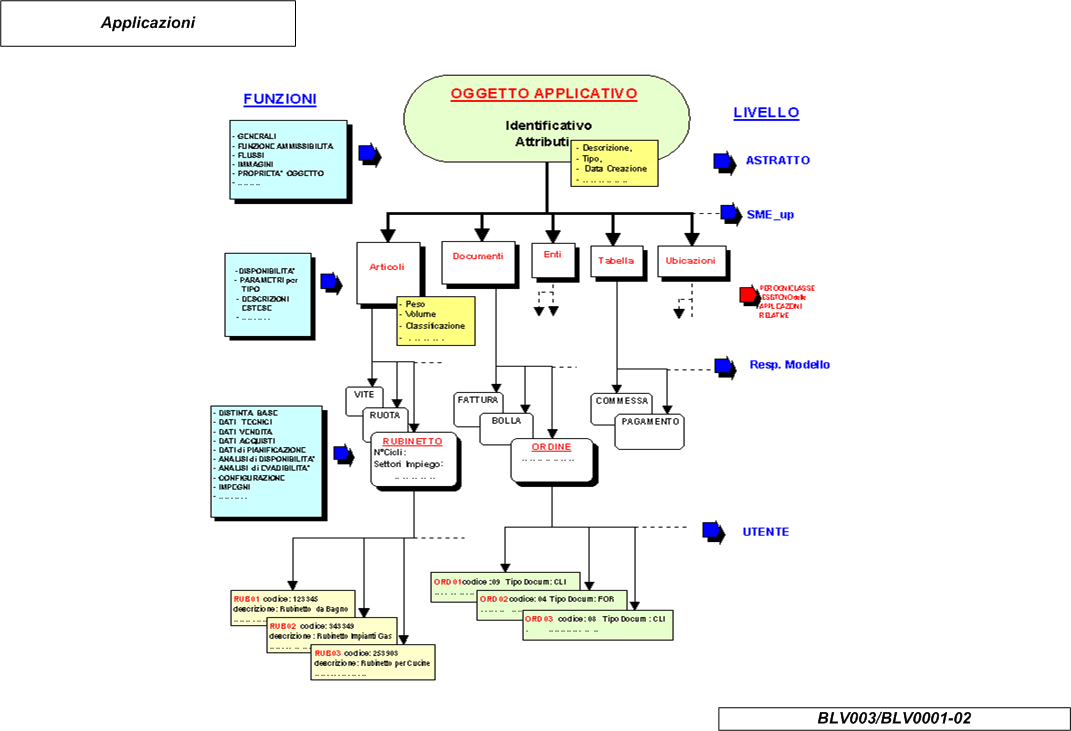 Applicazioni
FUNZIONI
OGGETTO APPLICATIVO
LIVELLO
Identificativo
Attributi
- Descrizione,
- Tipo,
- Data Creazione
- .. .. .. .. .. ..
- GENERALI
- FUNZIONE AMMISSIBILITA
- FLUSSI
- IMMAGINI
- PROPRIETA" OGGETTO
- .. .. .. ..
ASTRATTO
SME_up
Articoli
Documenti
Enti
Tabella
Ubicazioni
- DISPONIBILITA"
- PARAMETRI per
TIPO
- DESCRIZIONI
ESTESE
- .. .. .. ..
- Peso
- Volume
- Classificazione
- .. .. .. .. ..
PER OGNI CLASSE
ESISTONO delle
APPLICAZIONI
RELATIVE
Resp. Modello
VITE
RUOTA
RUBINETTO
N°Cicli :
Settori Impiego:
.. .. .. .. ..
FATTURA
BOLLA
ORDINE
.. .. .. .. .. ..
COMMESSA
PAGAMENTO
- DISTINTA BASE
- DATI TECNICI
- DATI VENDITA
- DATI ACQUISTI
- DATI di PIANIFICAZIONE
- ANALISI di DISPONIBILITA"
- ANALISI di EVADIBILITA"
- CONFIGURAZIONE
- IMPEGNI
- .. .. .. ..
UTENTE
RUB01 codice: 123345
descrizione: Rubinetto da Bagno
RUB02 codice: 343349
descrizione: Rubinetto Impianti Gas
RUB03 codice: 253903
descrizione: Rubinetto per Cucine
ORD01 codice :09 Tipo Docum: CLI
ORD02 codice: 04 Tipo Docum: FOR
ORD03 codice: 08 Tipo Docum : CLI
BLV003/BLV0001-02